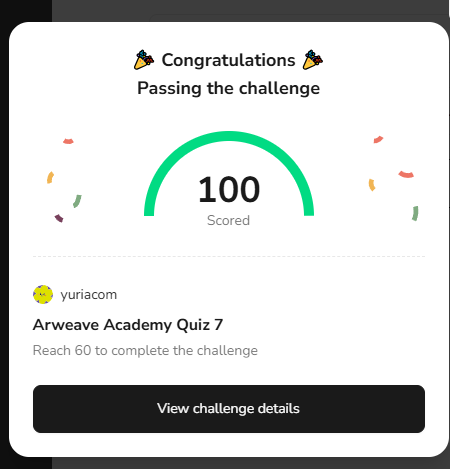 Congratulations
Passing the challenge
100
Scored
yuriacom
Arweave Academy Quiz 7
Reach 60 to complete the challenge
View challenge details